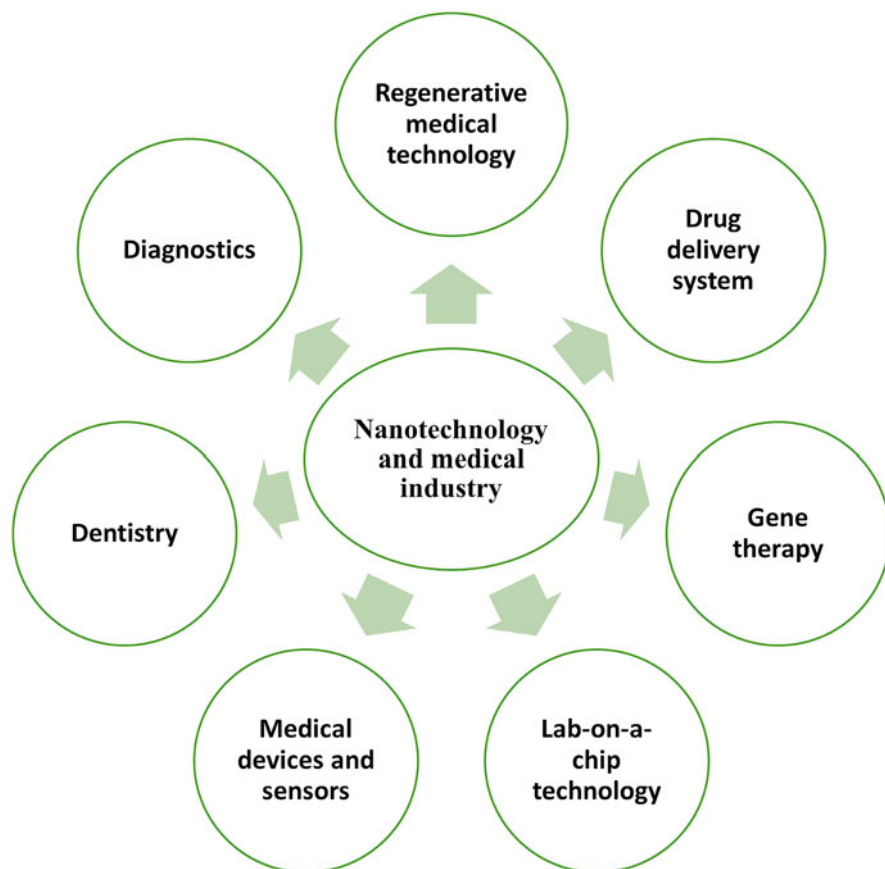 Regenerative
medical
technology
Diagnostics
Drug
delivery
system
Nanotechnology
and medical
industry
Dentistry
Gene
therapy
Medical
devices and
sensors
Lab-on-a-
chip
technology